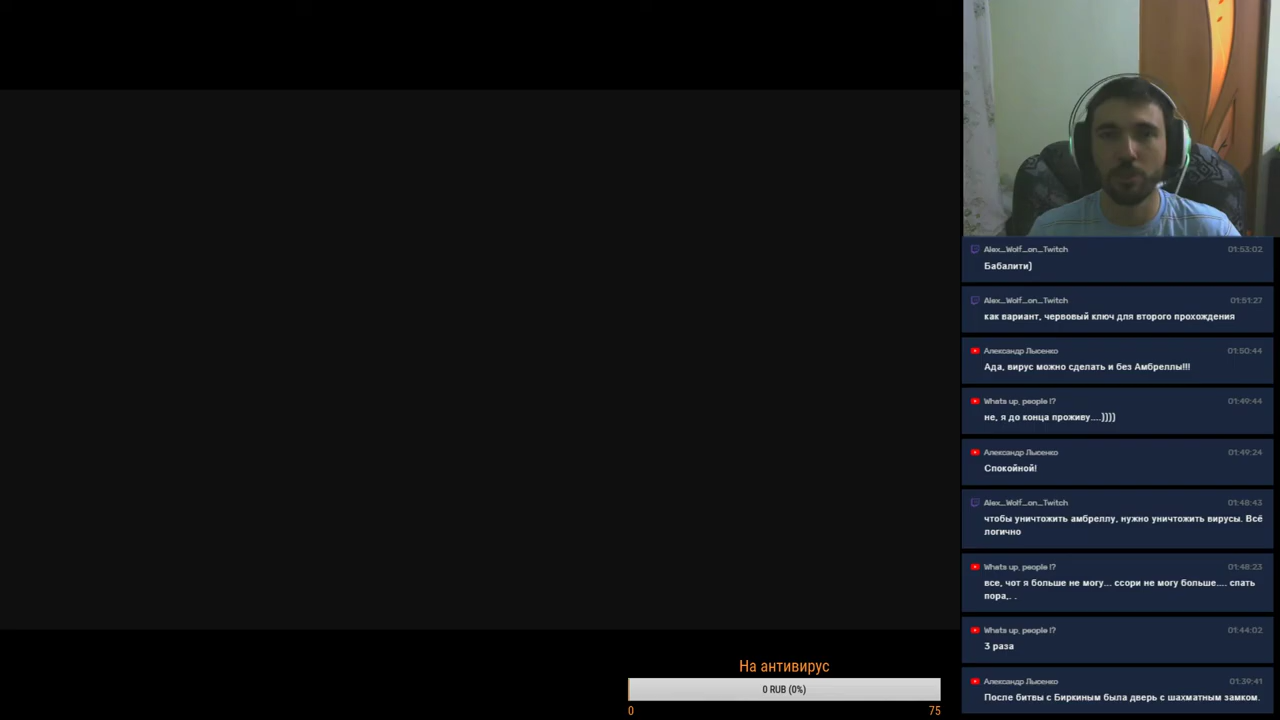 Alex_Wolf_on_Twitch 01:53:02
Бабалити)
Alex_Wolf_on_Twitch 01:51:27
как вариант, червовый ключ для второго прохождения
Александр Лысенко 01:50:44
Ада, вирус можно сделать и без Амбреллы!!!
Whats up, people !? 01:49:44
не, я до конца проживу....))))
Александр Лысенко 01:49:24
Спокойной!
Alex_Wolf_on_Twitch 01:48:43
чтобы уничтожить амбреллу, нужно уничтожить вирусы. Всё
логично
Whats up, people !? 01:48:23
все, чот я больше не могу... ссори не могу больше.... спать
пора,. .
Whats up, people !? 01:44:02
3 раза
Александр Лысенко 01:39:41
После битвы с Биркиным была дверь с шахматным замком.
На антивирус
0 RUB (0%)
0 75